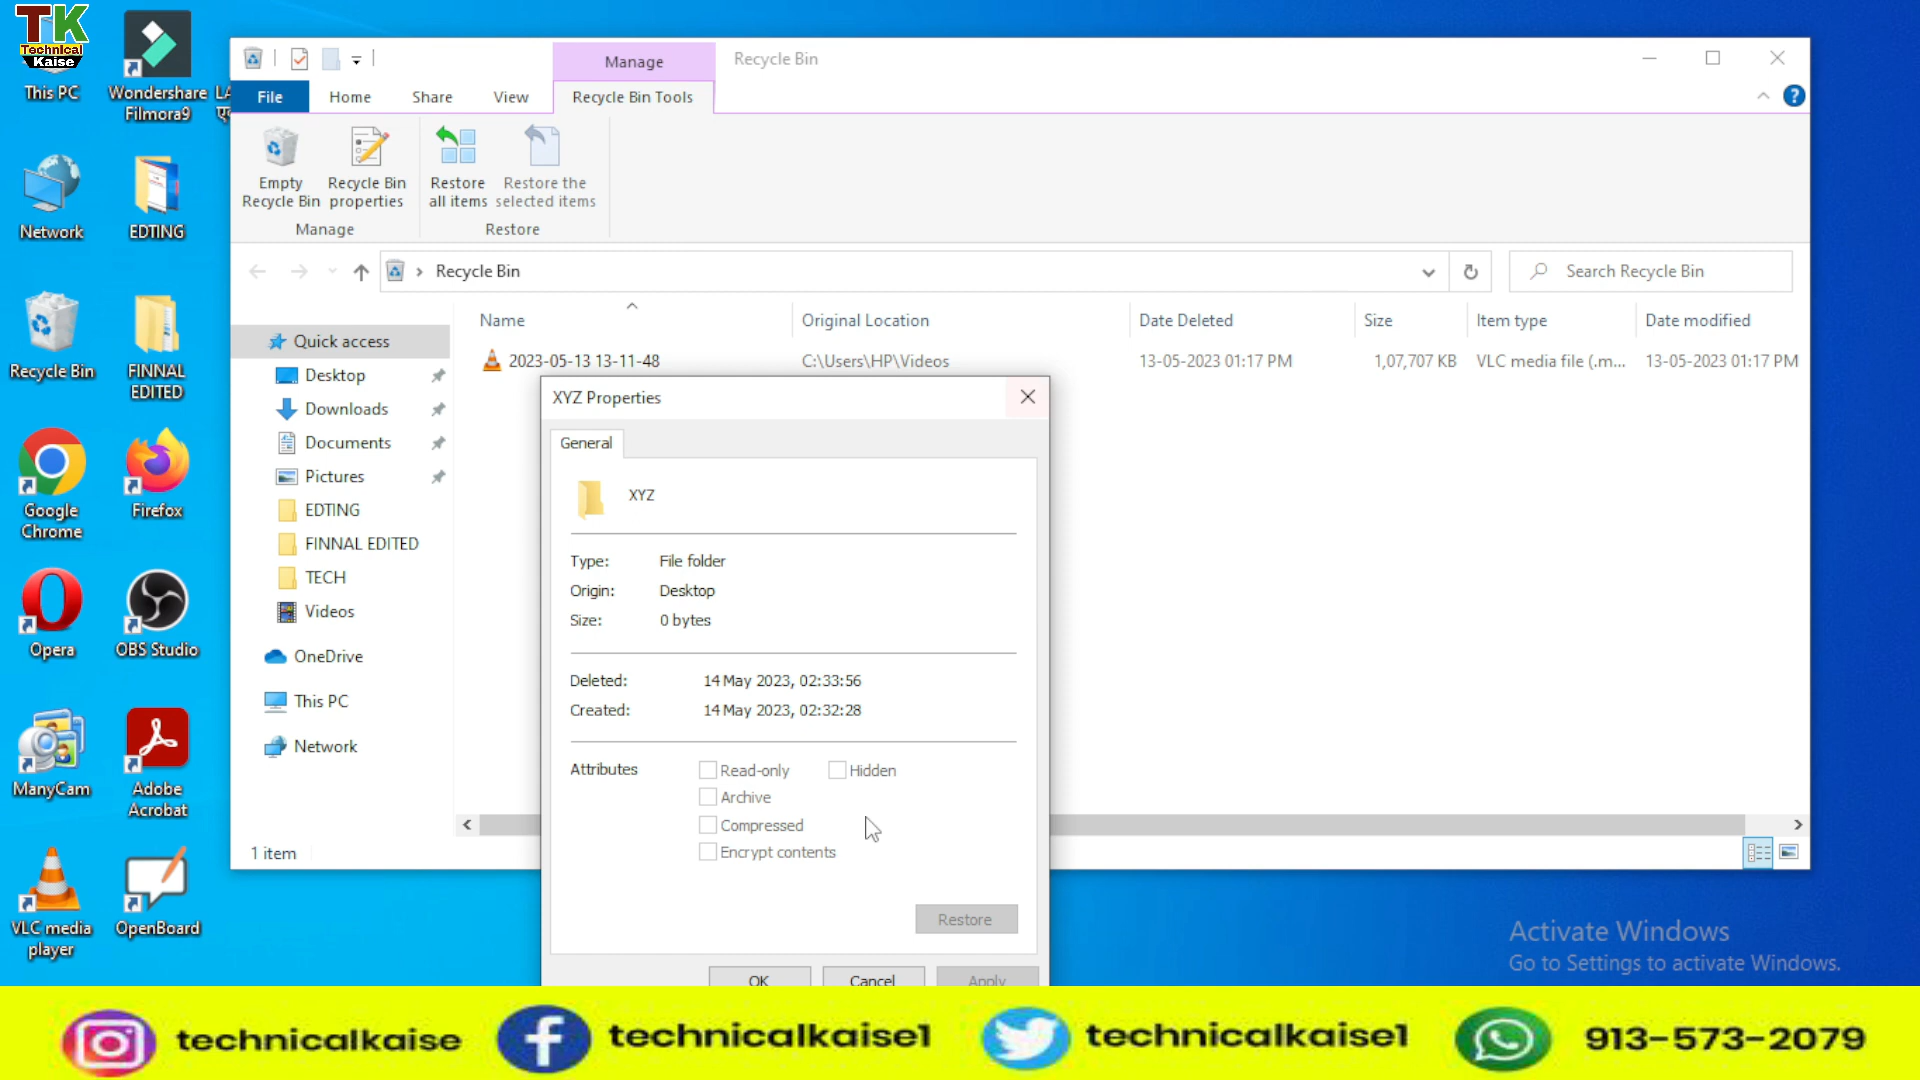 TK
Technical
Kaise
This PC
Wondershare
Filmora9
Network
EDTING
Recycle Bin
FINNAL
EDITED
Google
Chrome
Firefox
Opera
OBS Studio
ManyCam
Adobe
Acrobat
VLC media
player
OpenBoard
Manage
Recycle Bin
File
Home
Share
View
Recycle Bin Tools
?
Empty
Recycle Bin
Recycle Bin
properties
Restore
all items
Restore the
selected items
Manage
Restore
Recycle Bin
Search Recycle Bin
Name
Original Location
Date Deleted
Size
Item type
Date modified
2023-05-13 13-11-48
C:\Users\HP\Videos
13-05-2023 01:17 PM
1,07,707 KB
VLC media file (.m...
13-05-2023 01:17 PM
Quick access
Desktop
Downloads
Documents
Pictures
EDTING
FINNAL EDITED
TECH
Videos
OneDrive
This PC
Network
1 item
XYZ Properties
General
XYZ
Type: File folder
Origin: Desktop
Size: 0 bytes
Deleted: 14 May 2023, 02:33:56
Created: 14 May 2023, 02:32:28
Attributes
Read-only
Hidden
Archive
Compressed
Encrypt contents
Restore
OK
Cancel
Apply
Activate Windows
Go to Settings to activate Windows.
technicalkaise
technicalkaise1
technicalkaise1
913-573-2079